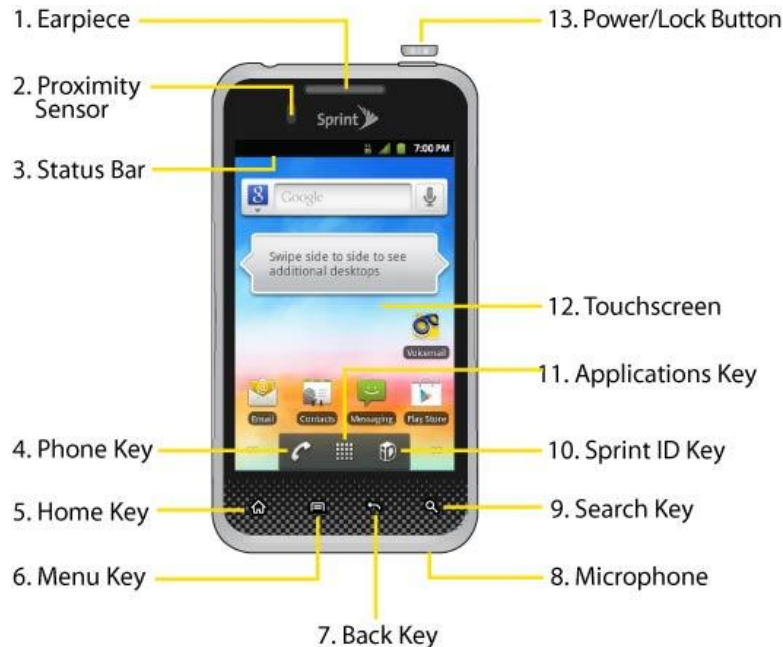 1. Earpiece
13. Power/Lock Button
2. Proximity
Sensor
Sprint
7:00 PM
3. Status Bar
8
Google
Swipe side to side to see
additional desktops
12. Touchscreen
Voicemail
11. Applications Key
Email
Contacts
Messaging
Play Store
4. Phone Key
10. Sprint ID Key
5. Home Key
9. Search Key
6. Menu Key
8. Microphone
7. Back Key